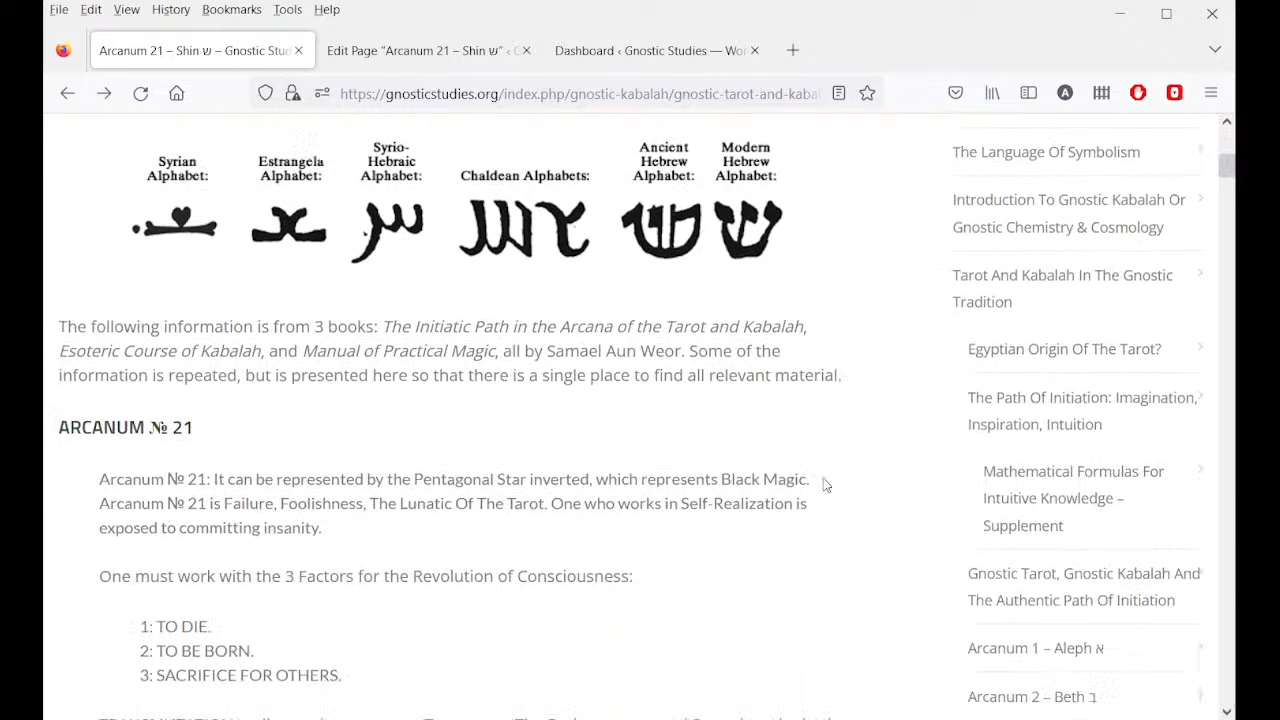 File Edit View History Bookmarks Tools Help
Arcanum 21 – Shin ש – Gnostic Stud
Edit Page "Arcanum 21 – Shin ש" ‹ G
Dashboard ‹ Gnostic Studies — Wor
https://gnosticstudies.org/index.php/gnostic-kabalah/gnostic-tarot-and-kaba
Syrian Alphabet:
Estrangela Alphabet:
Syrio-Hebraic Alphabet:
Chaldean Alphabets:
Ancient Hebrew Alphabet:
Modern Hebrew Alphabet:
ש
The following information is from 3 books: The Initiatic Path in the Arcana of the Tarot and Kabalah,
Esoteric Course of Kabalah, and Manual of Practical Magic, all by Samael Aun Weor. Some of the
information is repeated, but is presented here so that there is a single place to find all relevant material.
ARCANUM № 21
Arcanum № 21: It can be represented by the Pentagonal Star inverted, which represents Black Magic.
Arcanum № 21 is Failure, Foolishness, The Lunatic Of The Tarot. One who works in Self-Realization is
exposed to committing insanity.
One must work with the 3 Factors for the Revolution of Consciousness:
1: TO DIE.
2: TO BE BORN.
3: SACRIFICE FOR OTHERS.
The Language Of Symbolism
Introduction To Gnostic Kabalah Or
Gnostic Chemistry & Cosmology
Tarot And Kabalah In The Gnostic
Tradition
Egyptian Origin Of The Tarot?
The Path Of Initiation: Imagination,
Inspiration, Intuition
Mathematical Formulas For
Intuitive Knowledge –
Supplement
Gnostic Tarot, Gnostic Kabalah And
The Authentic Path Of Initiation
Arcanum 1 – Aleph א
Arcanum 2 – Beth ב